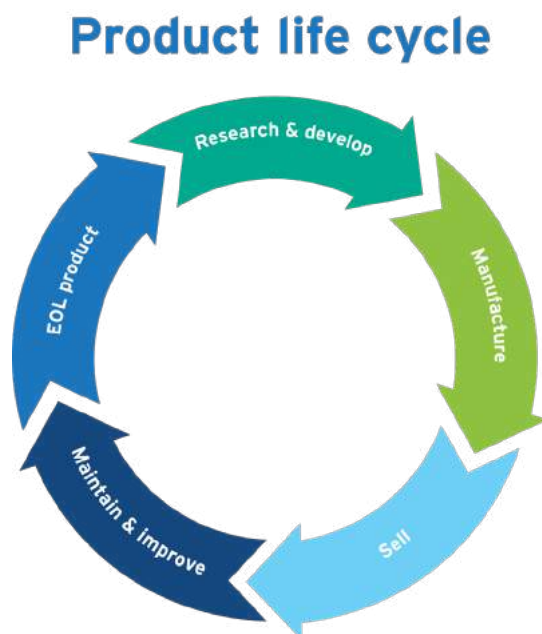 Product life cycle
Research & develop
Manufacture
Sell
Maintain & improve
EOL product